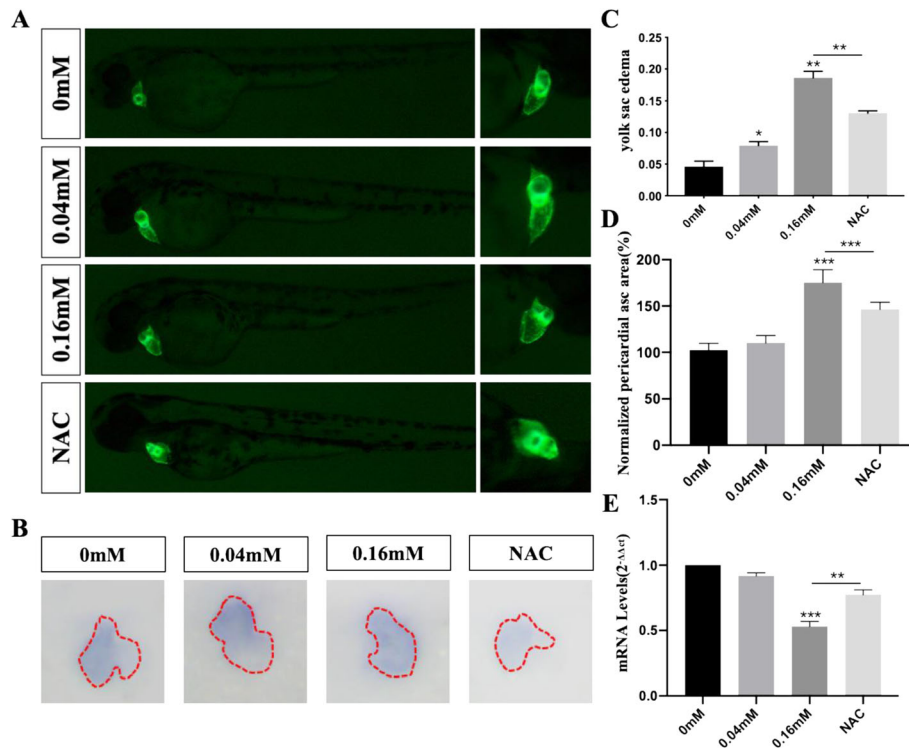 A
0mM
0.04mM
0.16mM
NAC
B
0mM 0.04mM 0.16mM NAC
C
yolk sac edema
0.25
0.20
0.15
0.10
0.05
0.00
*
**
**
0mM 0.04mM 0.16mM NAC
D
Normalized pericardial asc area(%)
200
150
100
50
0
***
***
0mM 0.04mM 0.16mM NAC
E
mRNA Levels(2-ΔΔct)
1.5
1.0
0.5
0.0
***
**
0mM 0.04mM 0.16mM NAC